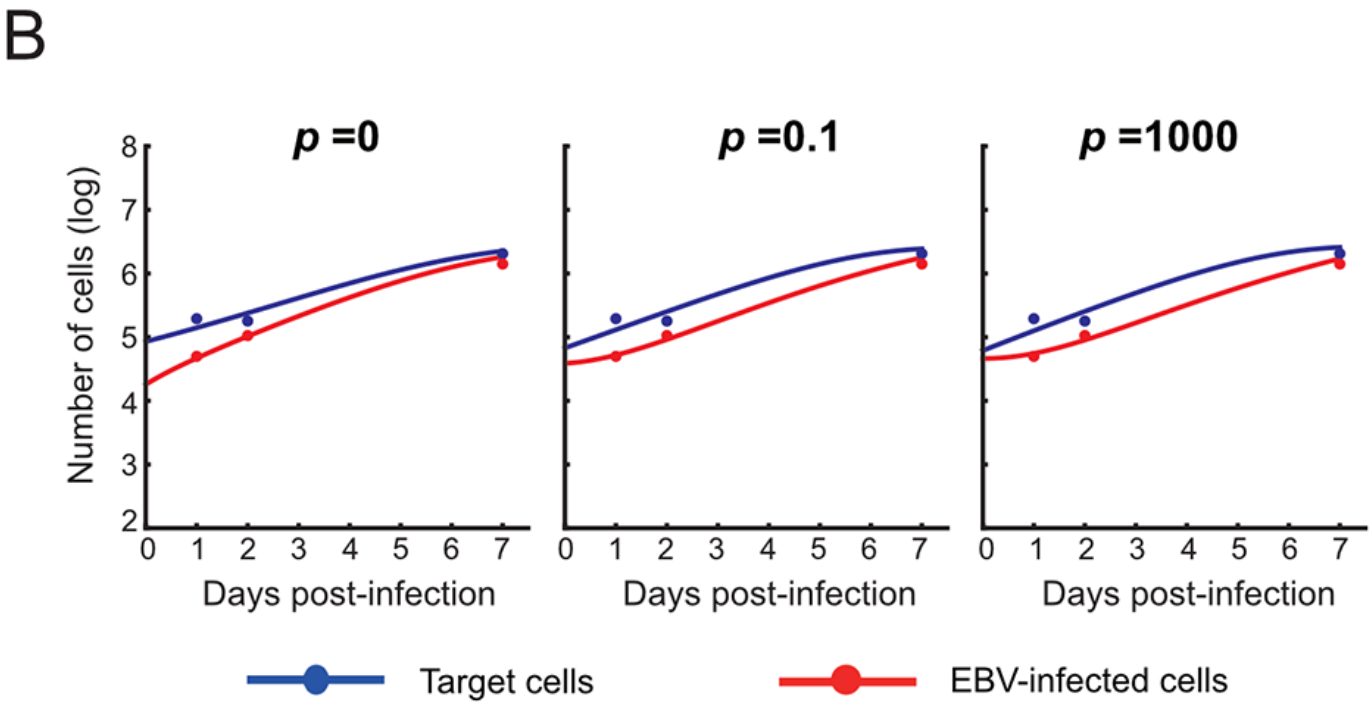 B
p =0 p =0.1 p =1000
Number of cells (log)
8
7
6
5
4
3
2
0 1 2 3 4 5 6 7 0 1 2 3 4 5 6 7 0 1 2 3 4 5 6 7
Days post-infection Days post-infection Days post-infection
Target cells EBV-infected cells